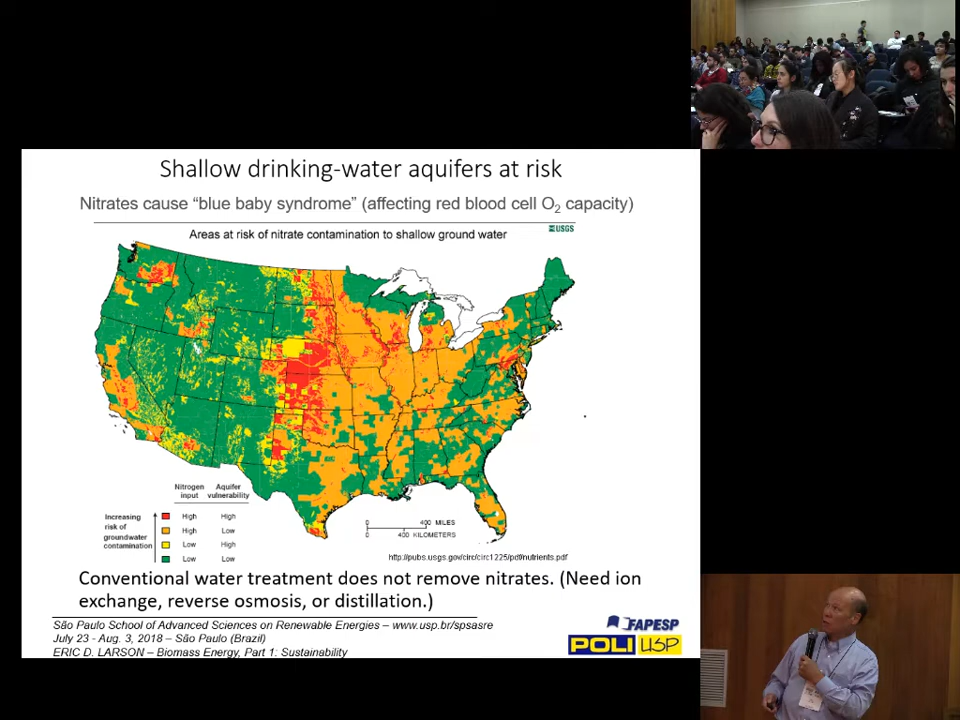 Shallow drinking-water aquifers at risk
Nitrates cause “blue baby syndrome” (affecting red blood cell O₂ capacity)
USGS
Areas at risk of nitrate contamination to shallow ground water
Nitrogen input
Aquifer vulnerability
Increasing risk of groundwater contamination
High High
High Low
Low High
Low Low
0 400 MILES
0 400 KILOMETERS
http://pubs.usgs.gov/circ/circ1225/pdf/nutrients.pdf
Conventional water treatment does not remove nitrates. (Need ion
exchange, reverse osmosis, or distillation.)
São Paulo School of Advanced Sciences on Renewable Energies – www.usp.br/spsasre
July 23 - Aug. 3, 2018 – São Paulo (Brazil)
ERIC D. LARSON – Biomass Energy, Part 1: Sustainability
FAPESP
POLI USP